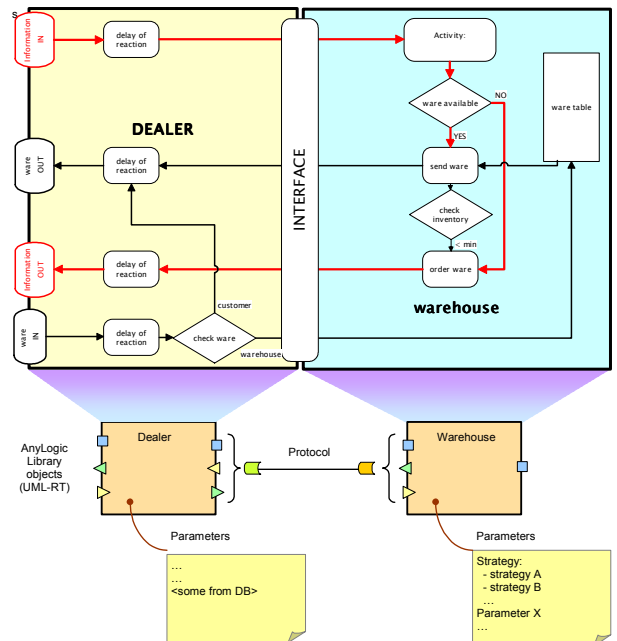 s
Information
IN
delay of
reaction
Activity:
ware available
NO
YES
ware table
DEALER
INTERFACE
ware
OUT
delay of
reaction
send ware
check
inventory
< min
Information
OUT
delay of
reaction
order ware
warehouse
customer
ware
IN
delay of
reaction
check ware
warehouse
AnyLogic
Library
objects
(UML-RT)
Dealer
Protocol
Warehouse
Parameters
…
…
<some from DB>
Parameters
Strategy:
- strategy A
- strategy B
…
Parameter X
…